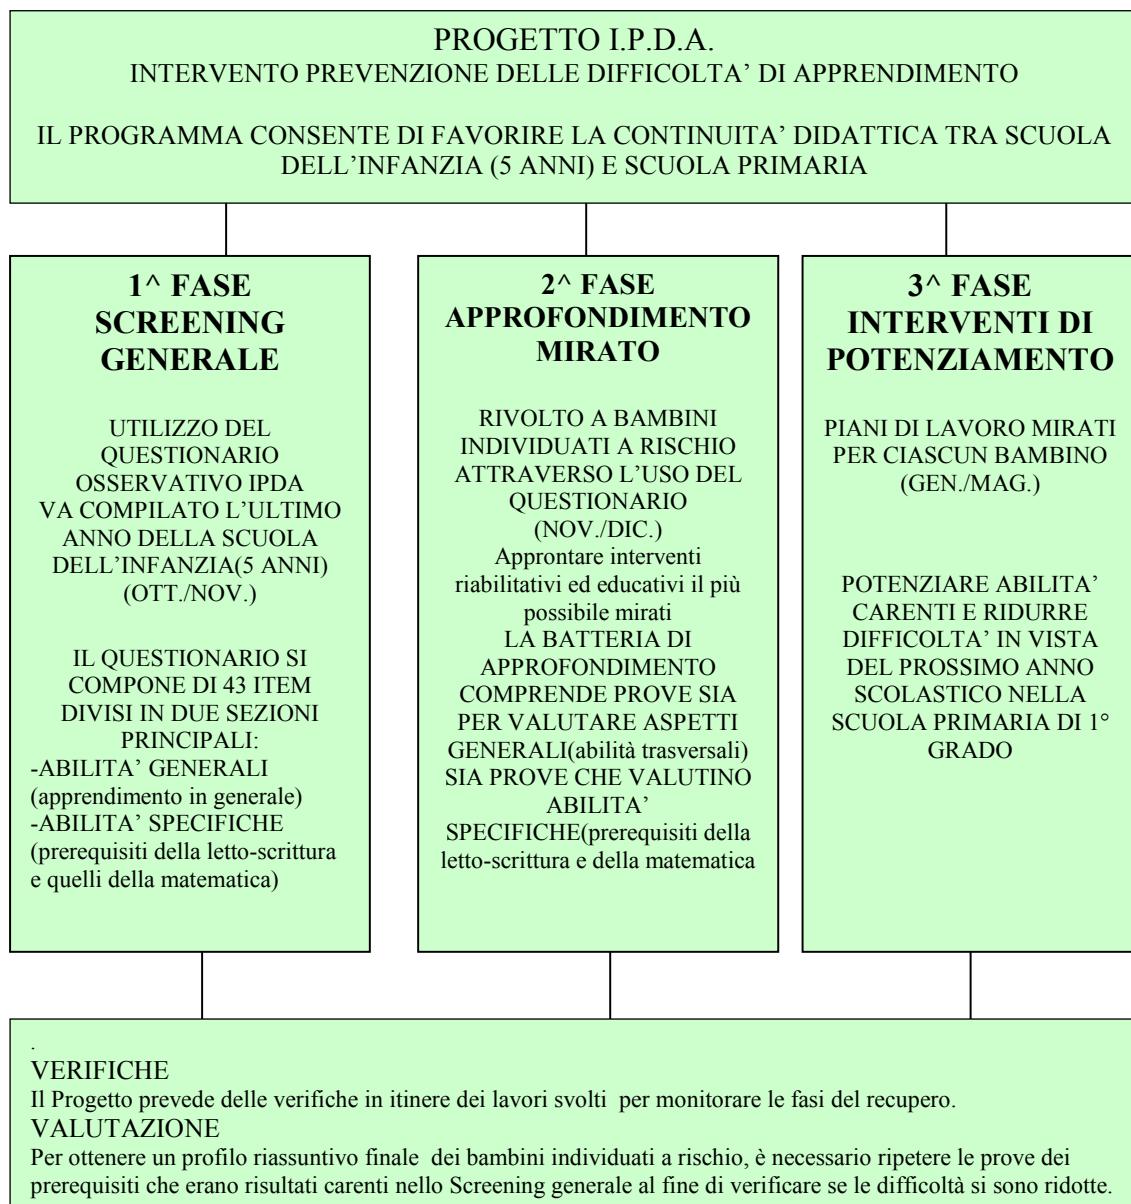 PROGETTO I.P.D.A.
INTERVENTO PREVENZIONE DELLE DIFFICOLTA’ DI APPRENDIMENTO
IL PROGRAMMA CONSENTE DI FAVORIRE LA CONTINUITA’ DIDATTICA TRA SCUOLA
DELL’INFANZIA (5 ANNI) E SCUOLA PRIMARIA
1^ FASE
SCREENING
GENERALE
UTILIZZO DEL
QUESTIONARIO
OSSERVATIVO IPDA
VA COMPILATO L’ULTIMO
ANNO DELLA SCUOLA
DELL’INFANZIA(5 ANNI)
(OTT./NOV.)
IL QUESTIONARIO SI
COMPONE DI 43 ITEM
DIVISI IN DUE SEZIONI
PRINCIPALI:
-ABILITA’ GENERALI
(apprendimento in generale)
-ABILITA’ SPECIFICHE
(prerequisiti della letto-scrittura
e quelli della matematica)
2^ FASE
APPROFONDIMENTO
MIRATO
RIVOLTO A BAMBINI
INDIVIDUATI A RISCHIO
ATTRAVERSO L’USO DEL
QUESTIONARIO
(NOV./DIC.)
Approntare interventi
riabilitativi ed educativi il più
possibile mirati
LA BATTERIA DI
APPROFONDIMENTO
COMPRENDE PROVE SIA
PER VALUTARE ASPETTI
GENERALI(abilità trasversali)
SIA PROVE CHE VALUTINO
ABILITA’
SPECIFICHE(prerequisiti della
letto-scrittura e della matematica
3^ FASE
INTERVENTI DI
POTENZIAMENTO
PIANI DI LAVORO MIRATI
PER CIASCUN BAMBINO
(GEN./MAG.)
POTENZIARE ABILITA’
CARENTI E RIDURRE
DIFFICOLTA’ IN VISTA
DEL PROSSIMO ANNO
SCOLASTICO NELLA
SCUOLA PRIMARIA DI 1°
GRADO
.
VERIFICHE
Il Progetto prevede delle verifiche in itinere dei lavori svolti per monitorare le fasi del recupero.
VALUTAZIONE
Per ottenere un profilo riassuntivo finale dei bambini individuati a rischio, è necessario ripetere le prove dei
prerequisiti che erano risultati carenti nello Screening generale al fine di verificare se le difficoltà si sono ridotte.